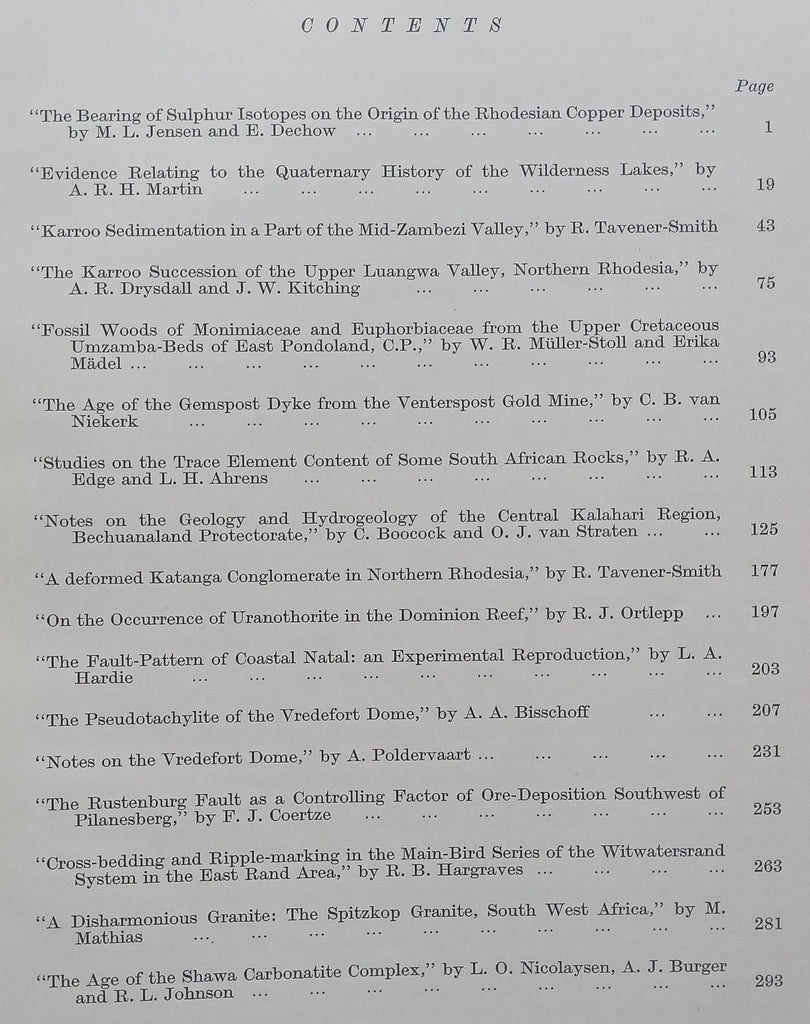 CONTENTS
Page
“The Bearing of Sulphur Isotopes on the Origin of the Rhodesian Copper Deposits,”
by M. L. Jensen and E. Dechow ... ... ... ... ... ... ... 1
“Evidence Relating to the Quaternary History of the Wilderness Lakes,” by
A. R. H. Martin ... ... ... ... ... ... ... ... ... 19
“Karroo Sedimentation in a Part of the Mid-Zambezi Valley,” by R. Tavener-Smith 43
“The Karroo Succession of the Upper Luangwa Valley, Northern Rhodesia,” by
A. R. Drysdall and J. W. Kitching ... ... ... ... ... ... 75
“Fossil Woods of Monimiaceae and Euphorbiaceae from the Upper Cretaceous
Umzamba-Beds of East Pondoland, C.P.,” by W. R. Müller-Stoll and Erika
Mädel ... ... ... ... ... ... ... ... ... ... ... 93
“The Age of the Gemspost Dyke from the Venterspost Gold Mine,” by C. B. van
Niekerk ... ... ... ... ... ... ... ... ... ... 105
“Studies on the Trace Element Content of Some South African Rocks,” by R. A.
Edge and L. H. Ahrens ... ... ... ... ... ... ... ... 113
“Notes on the Geology and Hydrogeology of the Central Kalahari Region,
Bechuanaland Protectorate,” by C. Boocock and O. J. van Straten ... ... 125
“A deformed Katanga Conglomerate in Northern Rhodesia,” by R. Tavener-Smith 177
“On the Occurrence of Uranothorite in the Dominion Reef,” by R. J. Ortlepp ... 197
“The Fault-Pattern of Coastal Natal: an Experimental Reproduction,” by L. A.
Hardie ... ... ... ... ... ... ... ... ... ... 203
“The Pseudotachylite of the Vredefort Dome,” by A. A. Bisschoff ... ... 207
“Notes on the Vredefort Dome,” by A. Poldervaart ... ... ... ... ... 231
“The Rustenburg Fault as a Controlling Factor of Ore-Deposition Southwest of
Pilanesberg,” by F. J. Coertze ... ... ... ... ... ... ... 253
“Cross-bedding and Ripple-marking in the Main-Bird Series of the Witwatersrand
System in the East Rand Area,” by R. B. Hargraves ... ... ... ... 263
“A Disharmonious Granite: The Spitzkop Granite, South West Africa,” by M.
Mathias ... ... ... ... ... ... ... ... ... ... 281
“The Age of the Shawa Carbonatite Complex,” by L. O. Nicolaysen, A. J. Burger
and R. L. Johnson ... ... ... ... ... ... ... ... ... 293